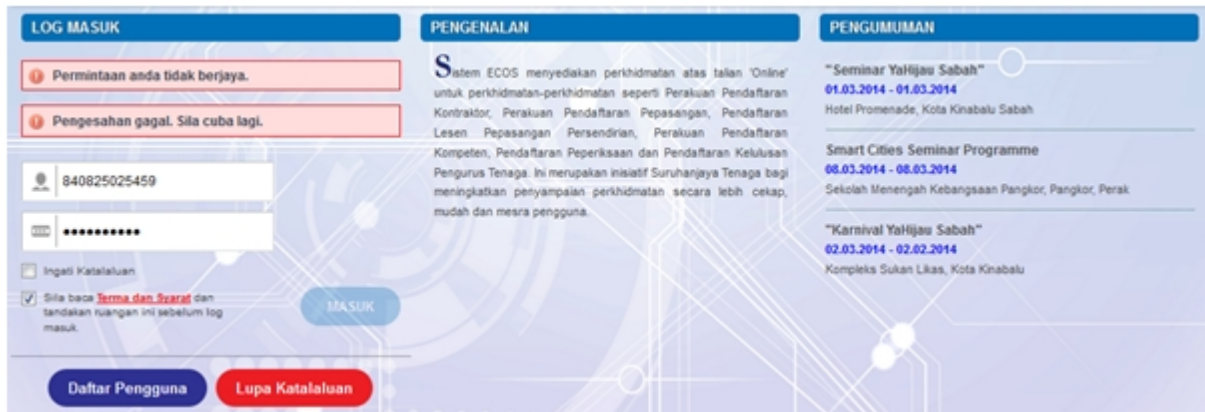 LOG MASUK
Permintaan anda tidak berjaya.
Pengesahan gagal. Sila cuba lagi.
840825025459
••••••••••
Ingati Katalaluan
Sila baca Terma dan Syarat dan
tandakan ruangan ini sebelum log
masuk.
MASUK
Daftar Pengguna
Lupa Katalaluan
PENGENALAN
Sistem ECOS menyediakan perkhidmatan atas talian 'Online'
untuk perkhidmatan-perkhidmatan seperti Perakuan Pendaftaran
Kontraktor, Perakuan Pendaftaran Pepasangan, Pendaftaran
Lesen Pepasangan Persendirian, Perakuan Pendaftaran
Kompeten, Pendaftaran Peperiksaan dan Pendaftaran Kelulusan
Pengurus Tenaga. Ini merupakan inisiatif Suruhanjaya Tenaga bagi
meningkatkan penyampaian perkhidmatan secara lebih cekap,
mudah dan mesra pengguna.
PENGUMUMAN
"Seminar YaHijau Sabah"
01.03.2014 - 01.03.2014
Hotel Promenade, Kota Kinabalu Sabah
Smart Cities Seminar Programme
08.03.2014 - 08.03.2014
Sekolah Menengah Kebangsaan Pangkor, Pangkor, Perak
"Karnival YaHijau Sabah"
02.03.2014 - 02.02.2014
Kompleks Sukan Likas, Kota Kinabalu